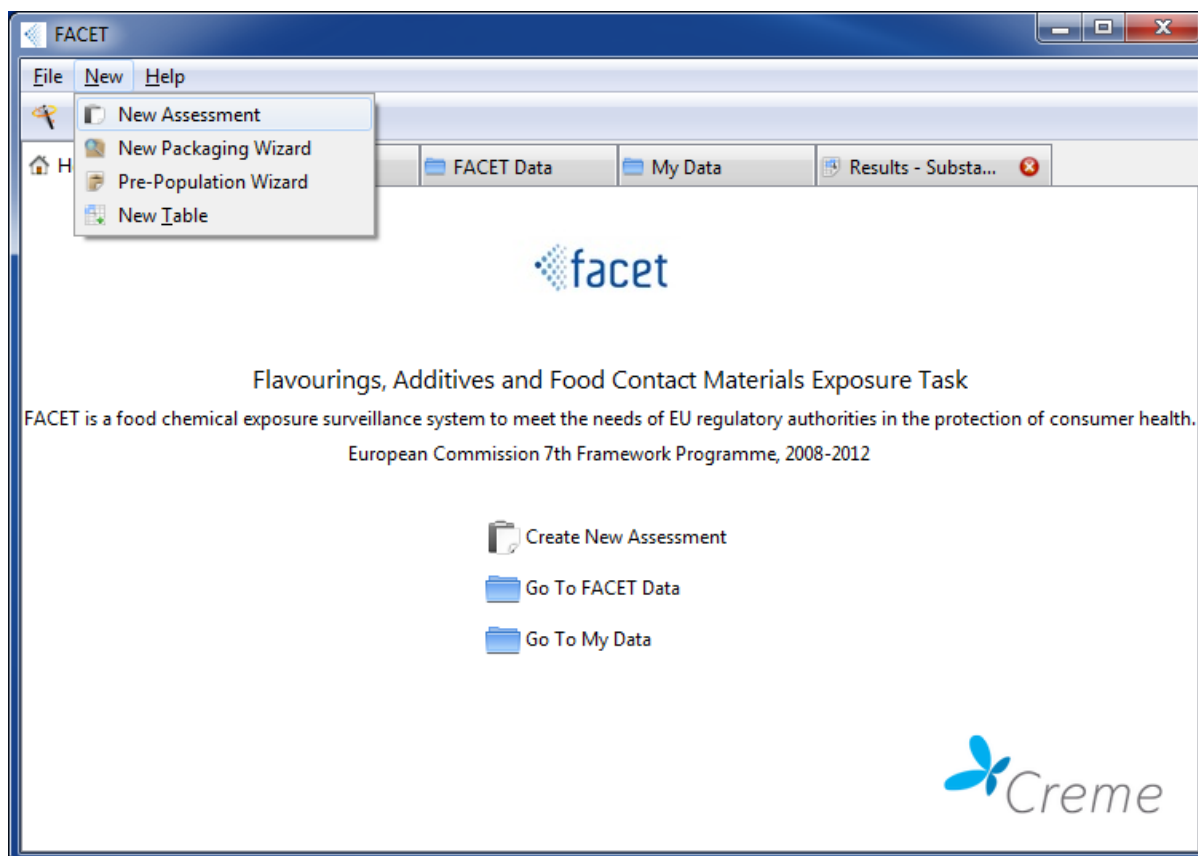 FACET
File New Help
New Assessment
New Packaging Wizard
Pre-Population Wizard
New Table
H
FACET Data
My Data
Results - Substa...
facet
Flavourings, Additives and Food Contact Materials Exposure Task
FACET is a food chemical exposure surveillance system to meet the needs of EU regulatory authorities in the protection of consumer health.
European Commission 7th Framework Programme, 2008-2012
Create New Assessment
Go To FACET Data
Go To My Data
Creme